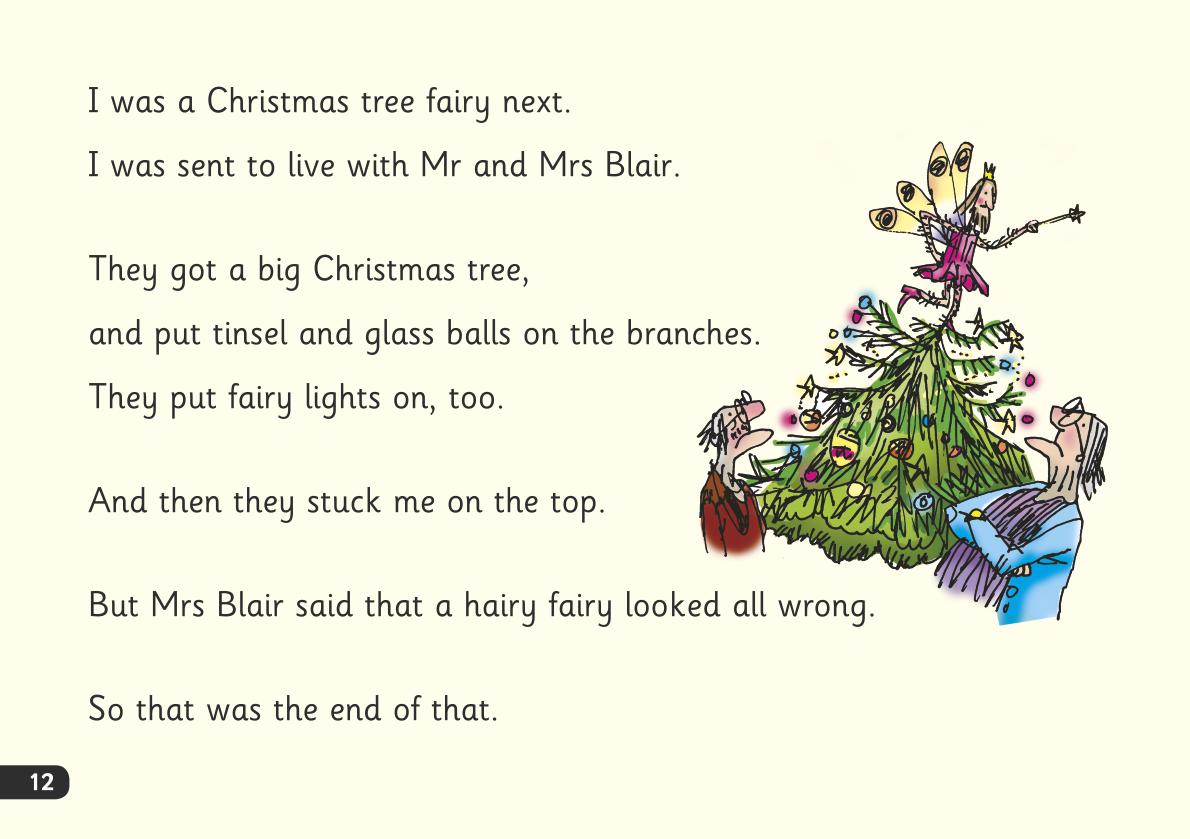 I was a Christmas tree fairy next.
I was sent to live with Mr and Mrs Blair.
They got a big Christmas tree,
and put tinsel and glass balls on the branches.
They put fairy lights on, too.
And then they stuck me on the top.
But Mrs Blair said that a hairy fairy looked all wrong.
So that was the end of that.
12